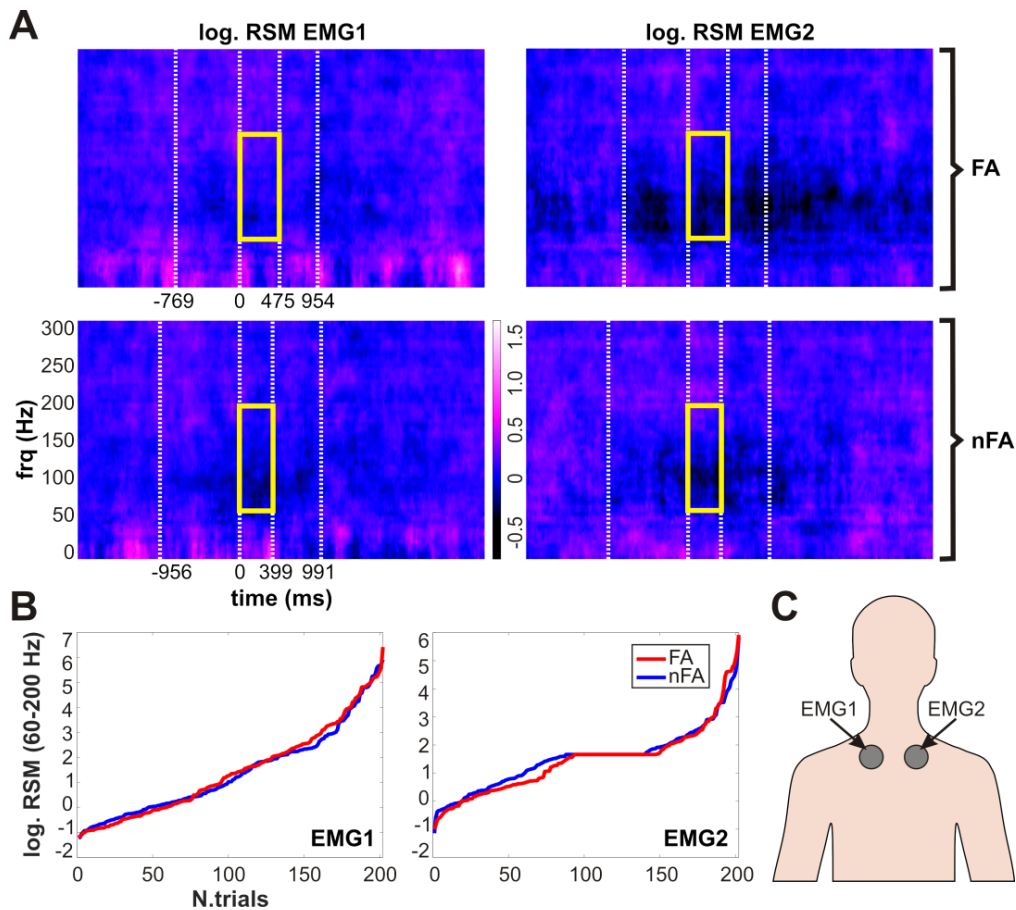 A
log. RSM EMG1
log. RSM EMG2
FA
-769 0 475 954
300
250
200
150
100
50
0
frq (Hz)
1.5
1.0
0.5
0
-0.5
nFA
-956 0 399 991
time (ms)
B
7
6
5
4
3
2
1
0
-1
-2
log. RSM (60-200 Hz)
EMG1
0 50 100 150 200
N.trials
6
5
4
3
2
1
0
-1
-2
FA
nFA
EMG2
0 50 100 150 200
C
EMG1
EMG2